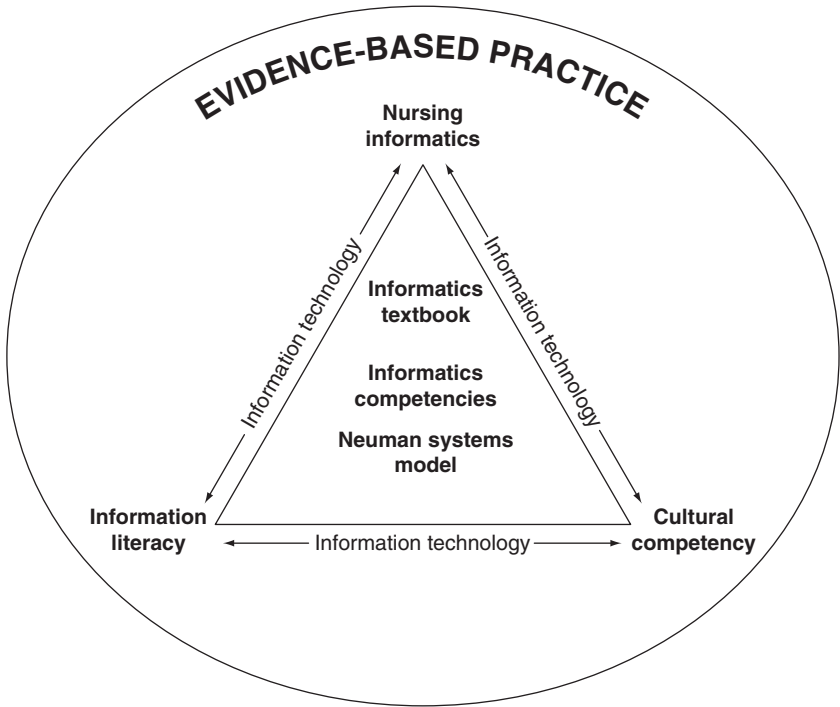 EVIDENCE-BASED PRACTICE
Nursing
informatics
Information technology
Information technology
Informatics
textbook
Informatics
competencies
Neuman systems
model
Information
literacy
Information technology
Cultural
competency